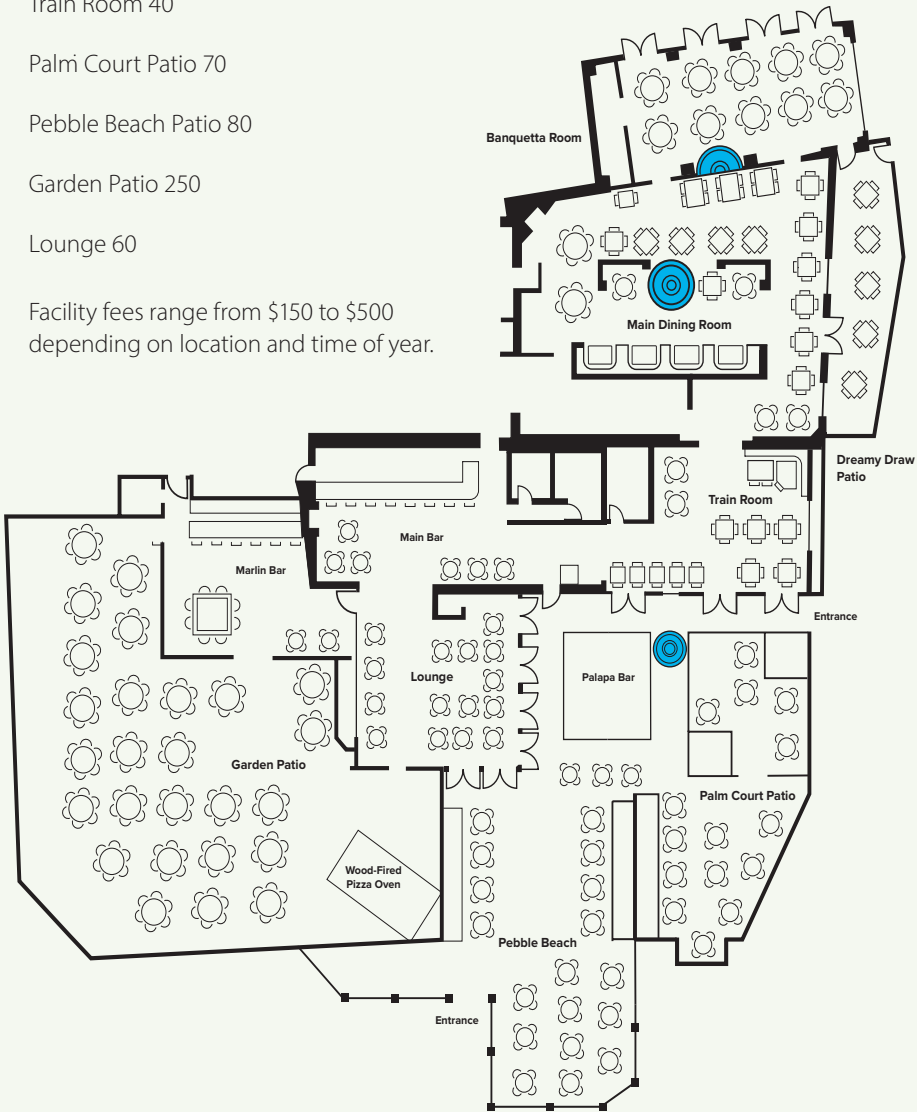 Train Room 40
Palm Court Patio 70
Pebble Beach Patio 80
Garden Patio 250
Lounge 60
Facility fees range from $150 to $500
depending on location and time of year.
Banquetta Room
Main Dining Room
Dreamy Draw
Patio
Train Room
Main Bar
Marlin Bar
Entrance
Lounge
Palapa Bar
Garden Patio
Palm Court Patio
Wood-Fired
Pizza Oven
Pebble Beach
Entrance